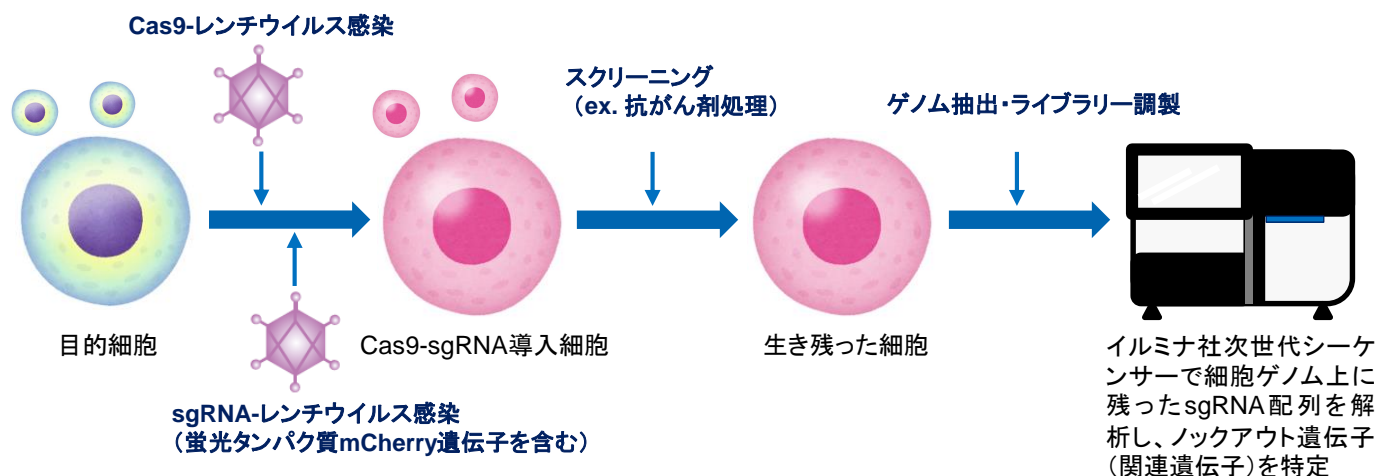 Cas9-レンチウイルス感染
スクリーニング
（ex. 抗がん剤処理）
ゲノム抽出・ライブラリー調製
目的細胞
Cas9-sgRNA導入細胞
生き残った細胞
イルミナ社次世代シーケ
ンサーで細胞ゲノム上に
残ったsgRNA配列を解
析し、ノックアウト遺伝子
（関連遺伝子）を特定
sgRNA-レンチウイルス感染
（蛍光タンパク質mCherry遺伝子を含む）